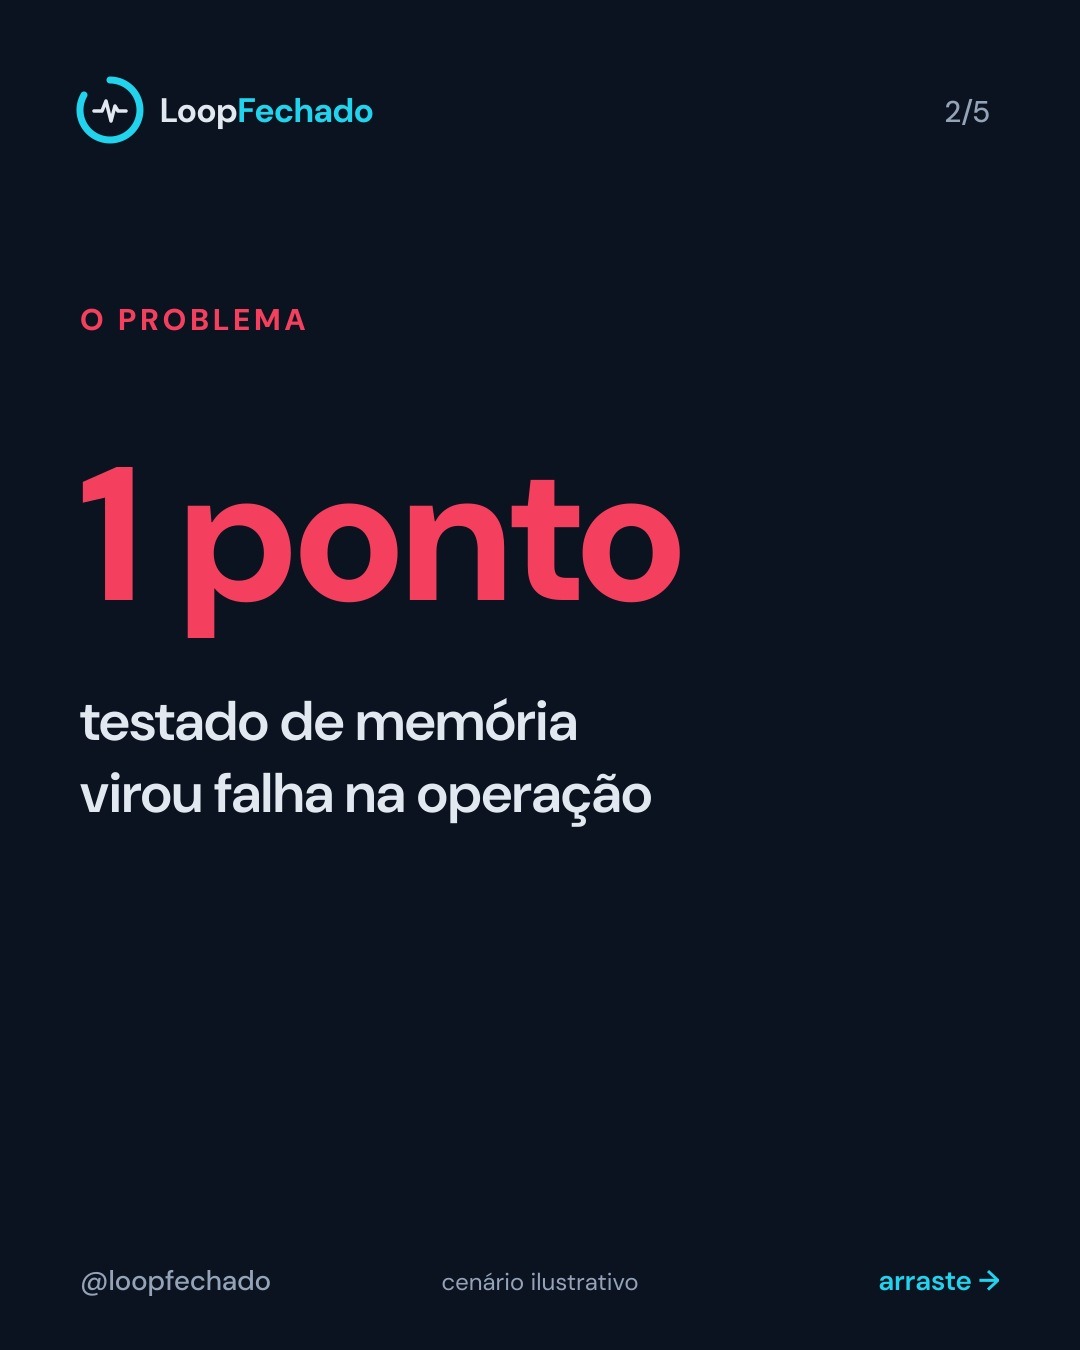 LoopFechado
2/5
O PROBLEMA
1 ponto
testado de memória
virou falha na operação
@loopfechado
cenário ilustrativo
arraste →